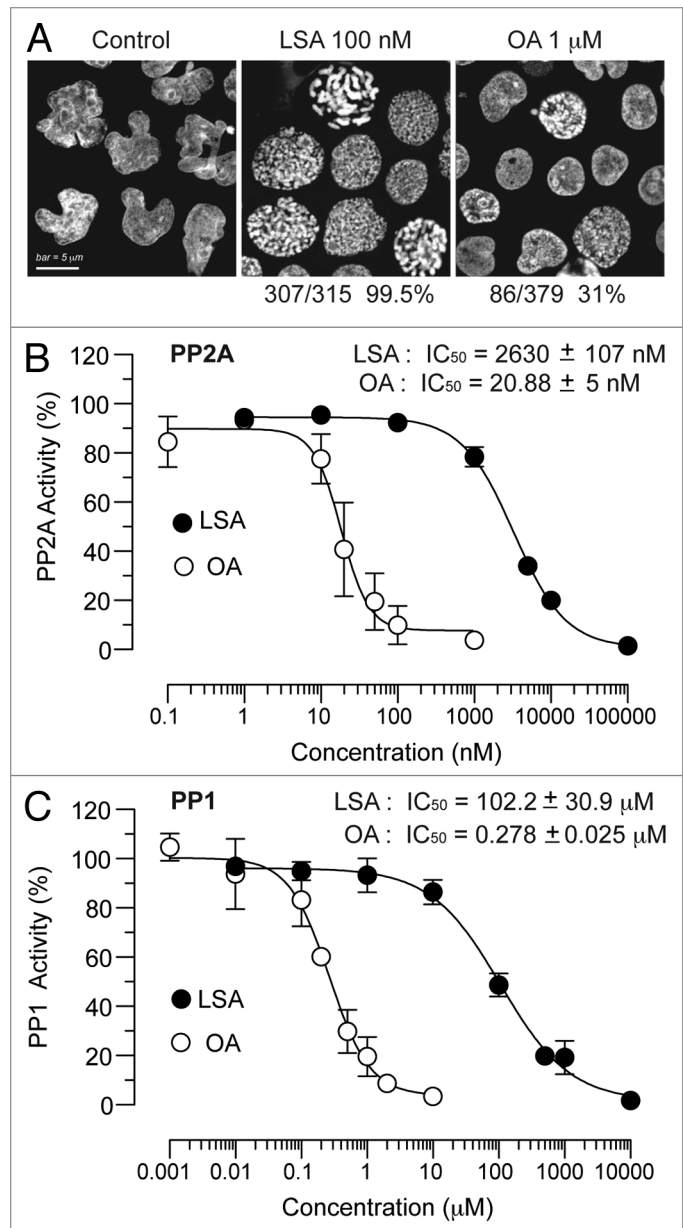 A
Control
LSA 100 nM
OA 1 μM
bar = 5 μm
307/315 99.5%
86/379 31%
B
PP2A
LSA : IC50 = 2630 ± 107 nM
OA : IC50 = 20.88 ± 5 nM
PP2A Activity (%)
120
100
80
60
40
20
0
LSA
OA
0.1 1 10 100 1000 10000 100000
Concentration (nM)
C
PP1
LSA : IC50 = 102.2 ± 30.9 μM
OA : IC50 = 0.278 ± 0.025 μM
PP1 Activity (%)
120
100
80
60
40
20
0
LSA
OA
0.001 0.01 0.1 1 10 100 1000 10000
Concentration (μM)